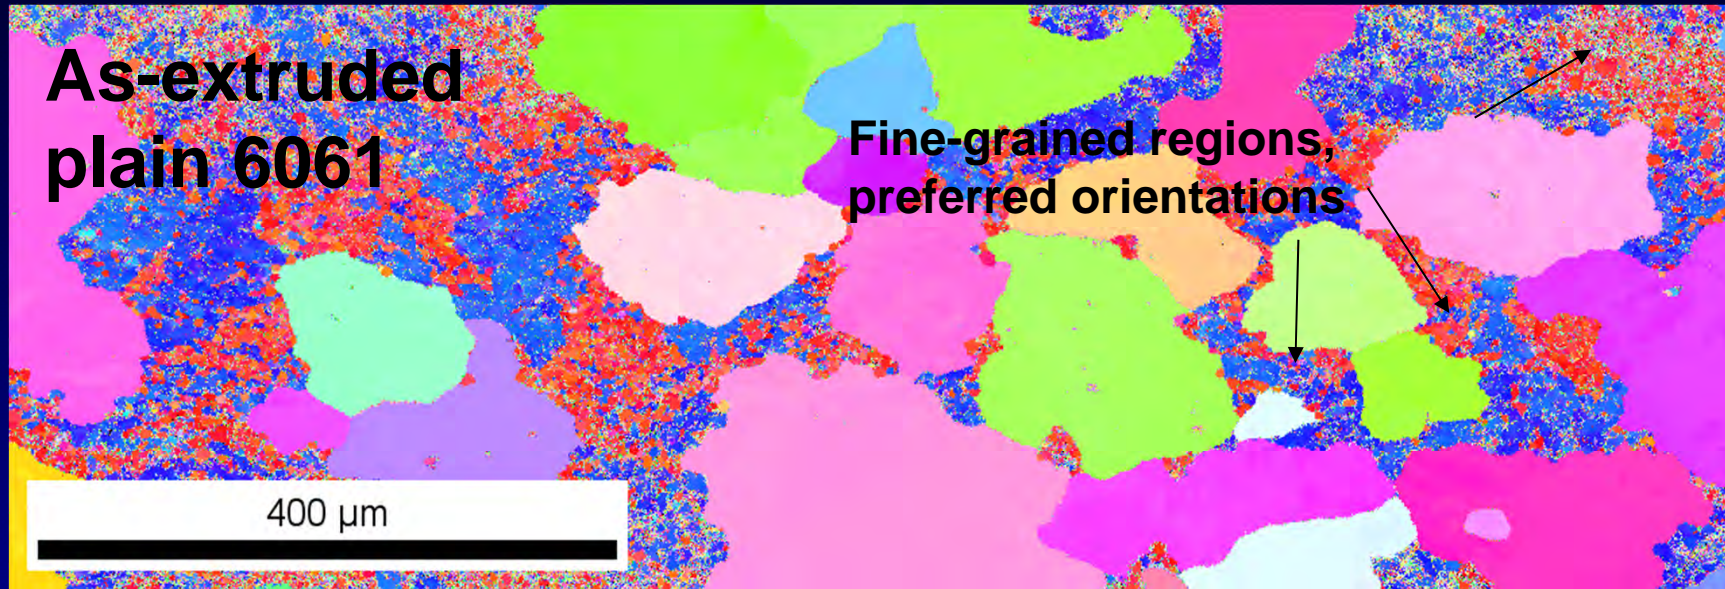 As-extruded
plain 6061
Fine-grained regions,
preferred orientations
400 µm